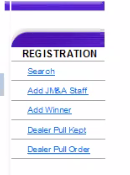 REGISTRATION
Search
Add JM&A Staff
Add Winner
Dealer Pull Kept
Dealer Pull Order